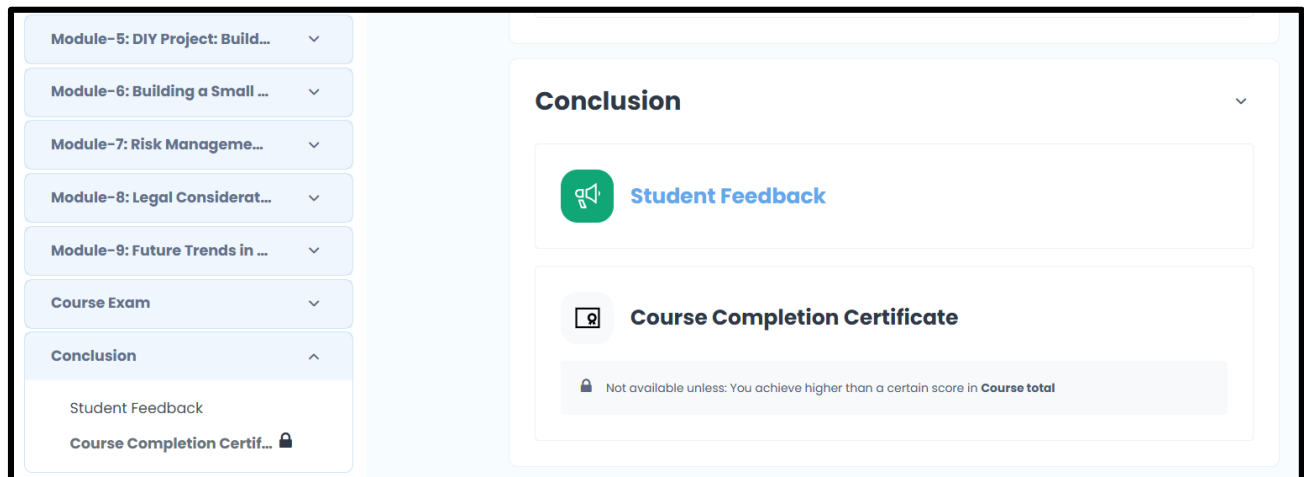 Module-5: DIY Project: Build...
Module-6: Building a Small ...
Module-7: Risk Manageme...
Module-8: Legal Considerat...
Module-9: Future Trends in ...
Course Exam
Conclusion
Student Feedback
Course Completion Certif...
Conclusion
Student Feedback
Course Completion Certificate
Not available unless: You achieve higher than a certain score in Course total